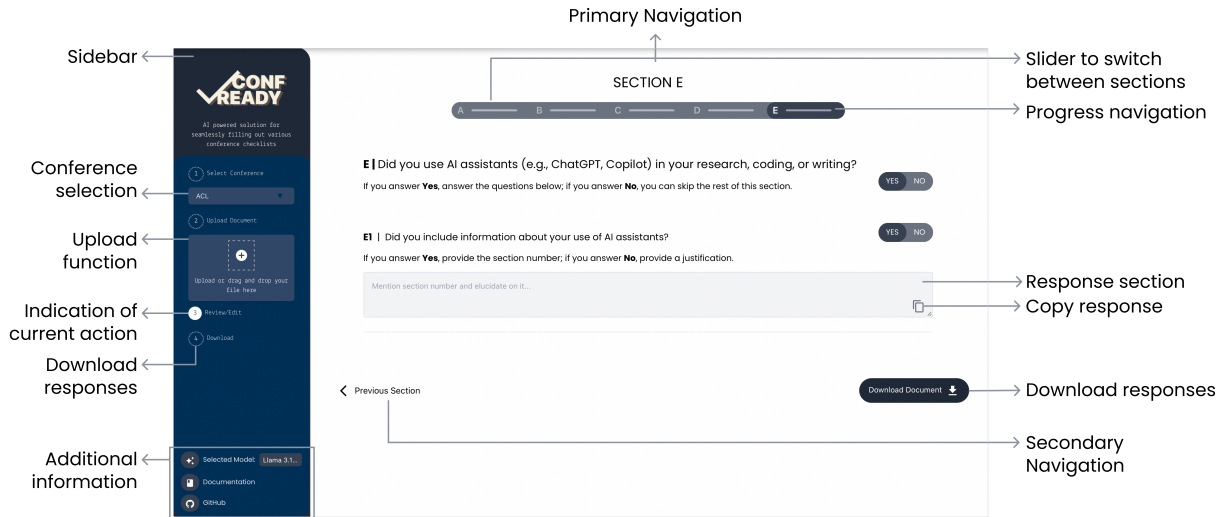 Primary Navigation
Sidebar
CONF
READY
AI powered solution for
seamlessly filling out various
conference checklists
Conference
selection
1 Select Conference
ACL
Upload
function
2 Upload Document
Upload or drag and drop your
file here
Indication of
current action
3 Review/Edit
4 Download
Download
responses
Additional
information
Selected Model: Llama 3.1...
Documentation
GitHub
SECTION E
A B C D E
Slider to switch
between sections
Progress navigation
E | Did you use AI assistants (e.g., ChatGPT, Copilot) in your research, coding, or writing?
If you answer Yes, answer the questions below; if you answer No, you can skip the rest of this section.
YES NO
E1 | Did you include information about your use of AI assistants?
YES NO
If you answer Yes, provide the section number; if you answer No, provide a justification.
Mention section number and elucidate on it...
Response section
Copy response
Previous Section
Download Document
Download responses
Secondary
Navigation